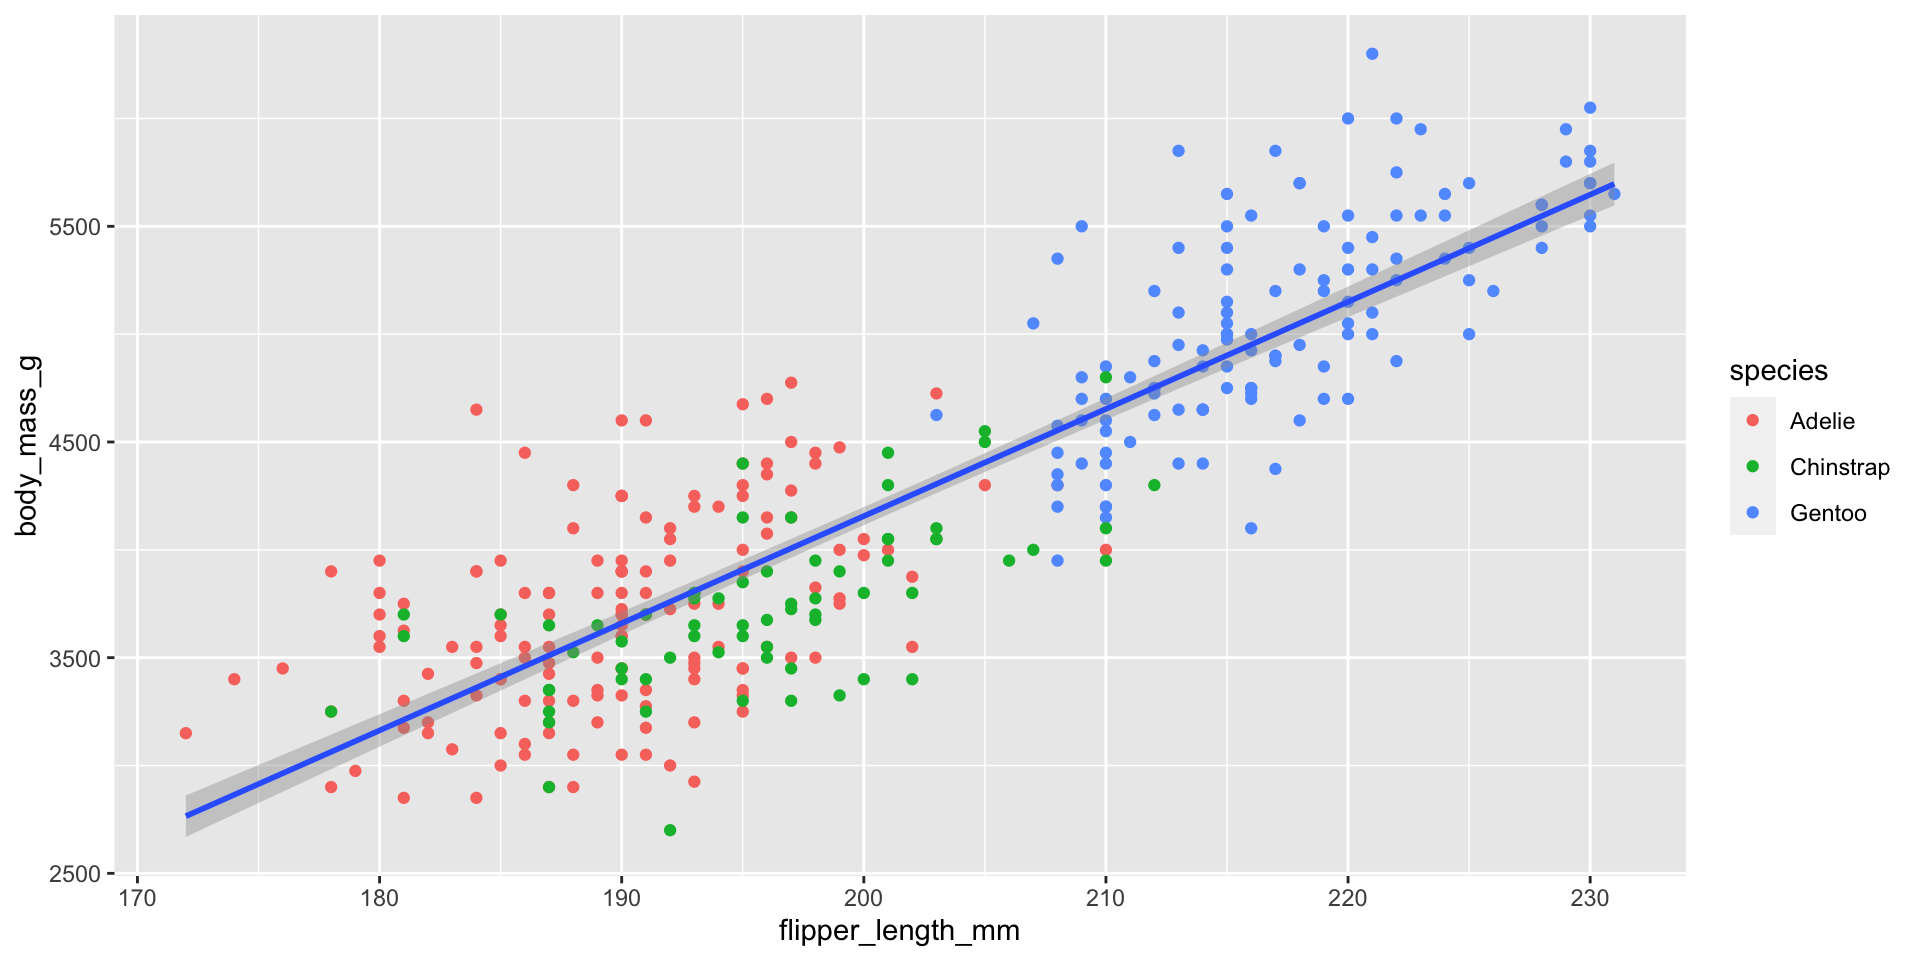 5500
4500
3500
2500
170 180 190 200 210 220 230
body_mass_g
flipper_length_mm
species
Adelie
Chinstrap
Gentoo